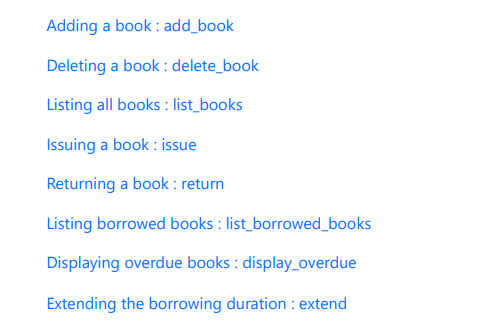 Adding a book : add_book
Deleting a book : delete_book
Listing all books : list_books
Issuing a book : issue
Returning a book : return
Listing borrowed books : list_borrowed_books
Displaying overdue books : display_overdue
Extending the borrowing duration : extend